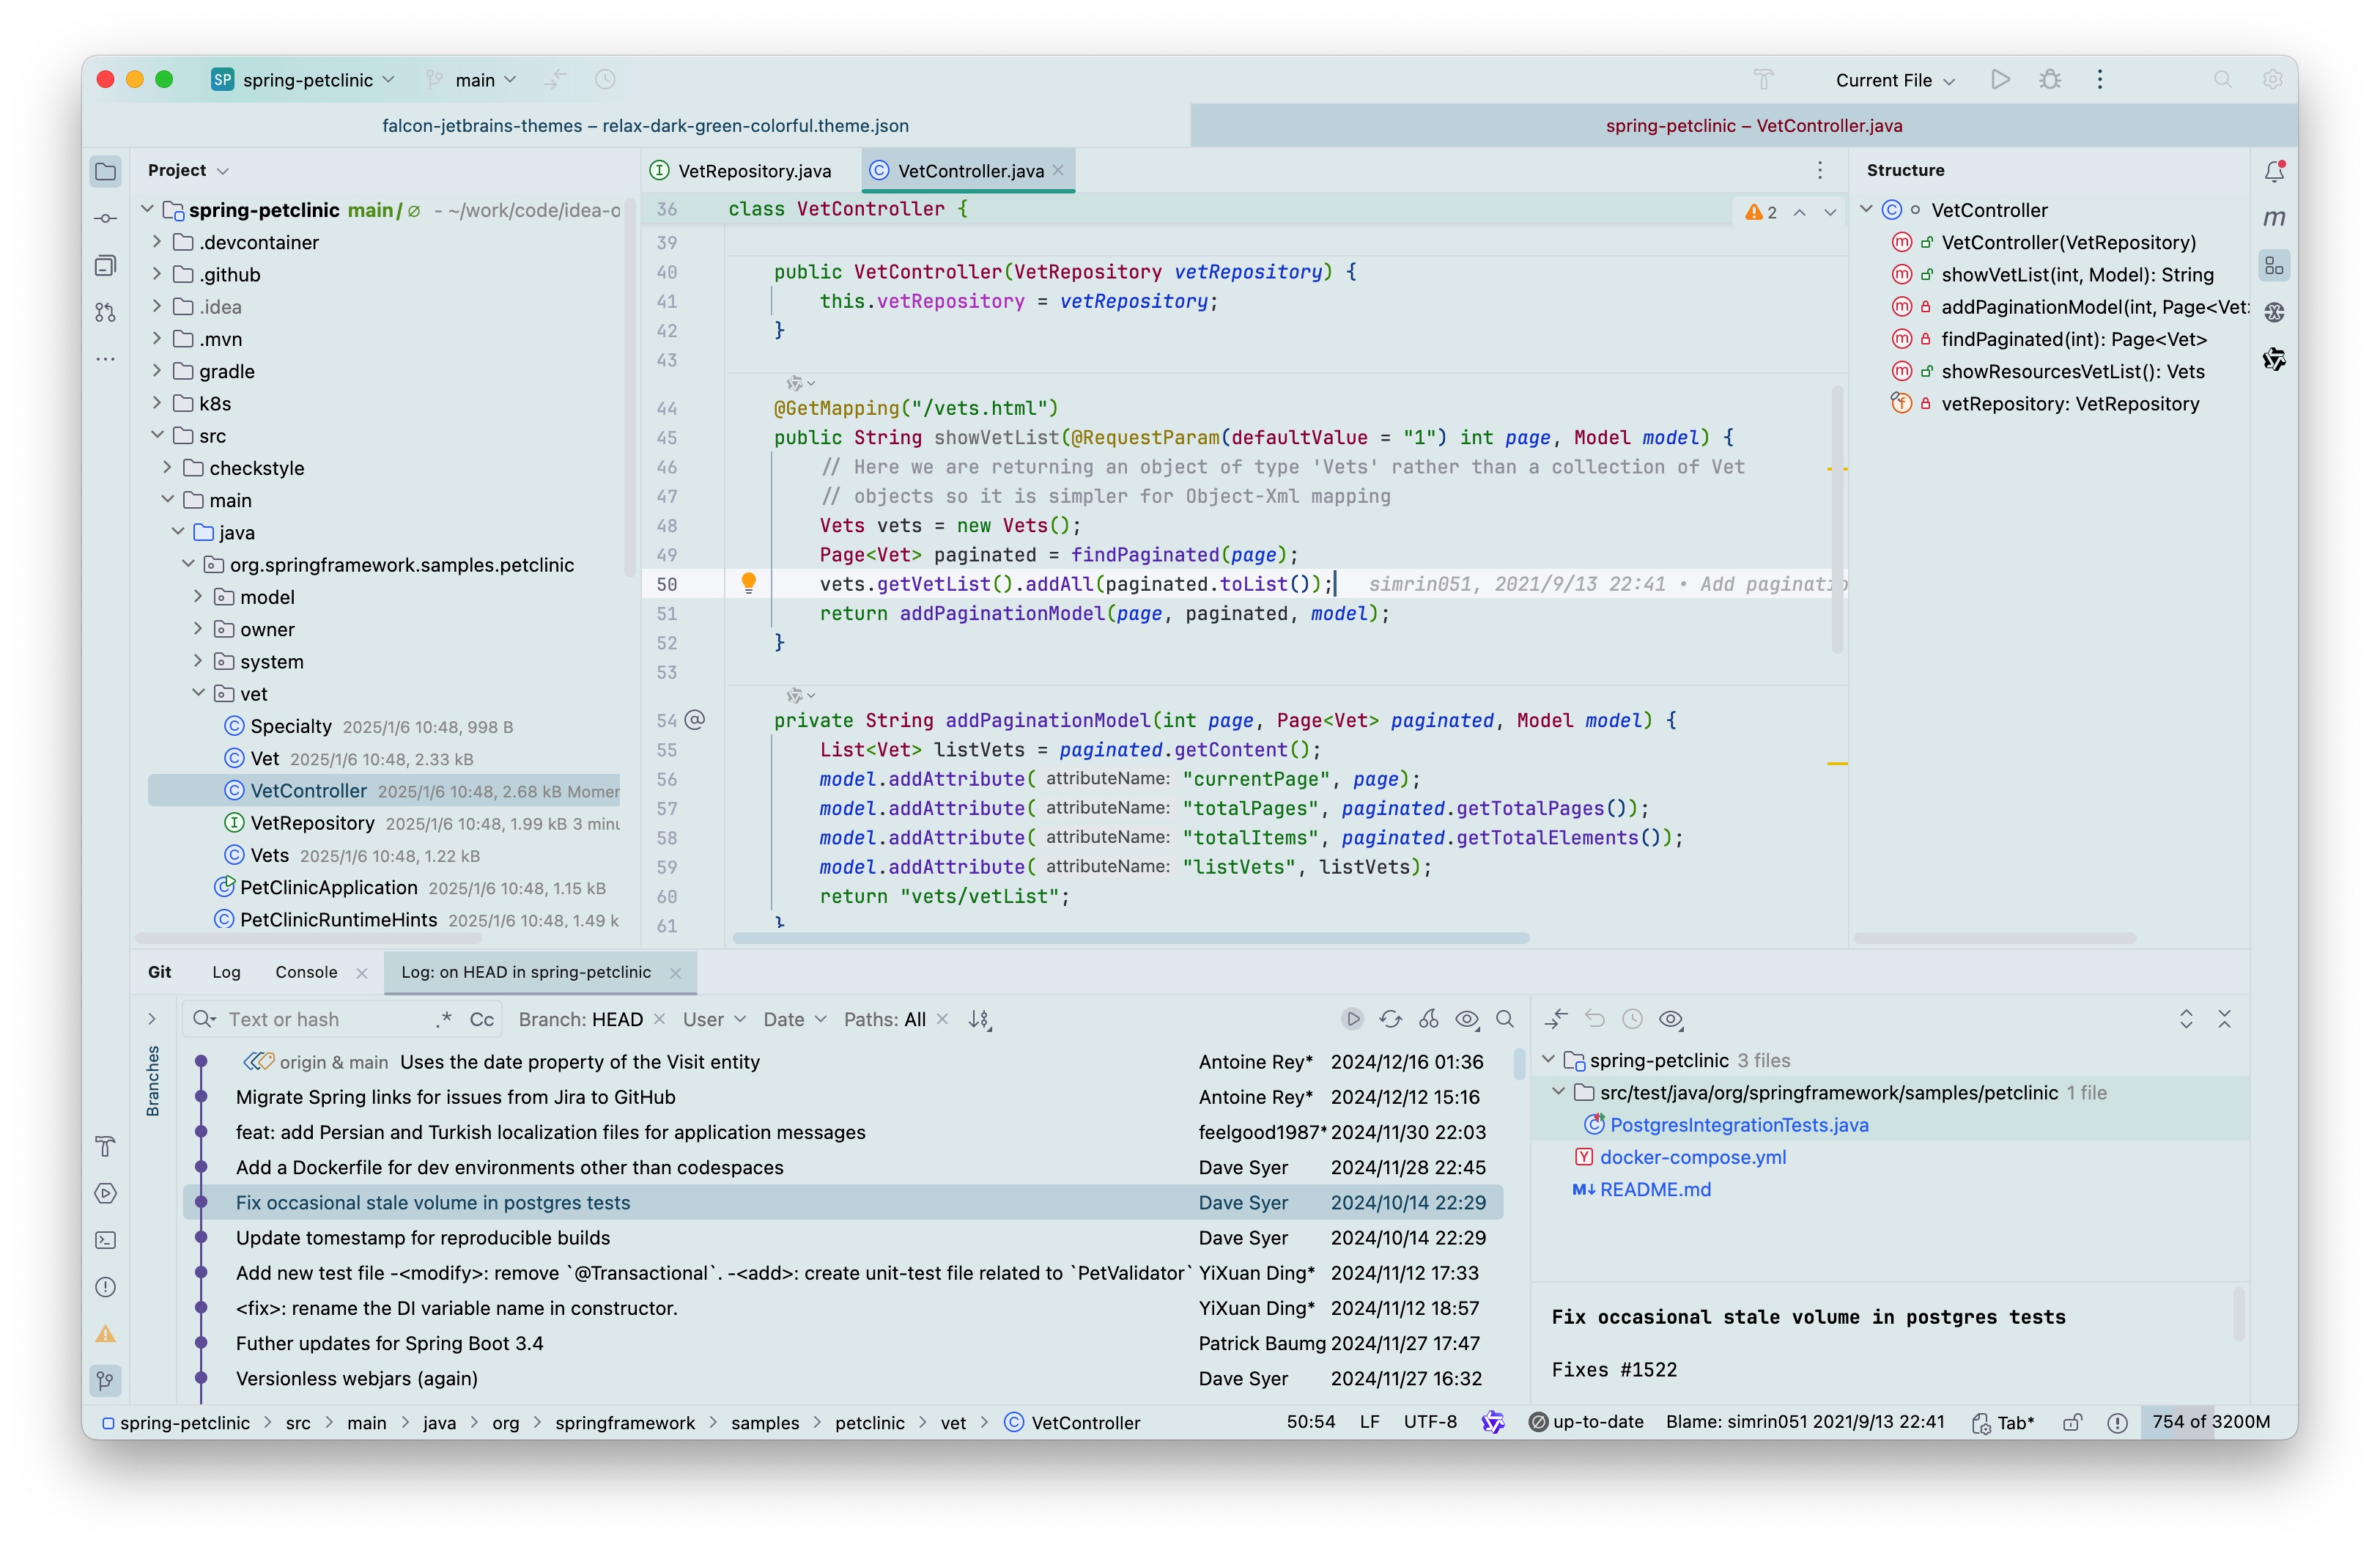 SP spring-petclinic main Current File
falcon-jetbrains-themes – relax-dark-green-colorful.theme.json spring-petclinic – VetController.java
Project
spring-petclinic main / ∅ - ~/work/code/idea-o
.devcontainer
.github
.idea
.mvn
gradle
k8s
src
checkstyle
main
java
org.springframework.samples.petclinic
model
owner
system
vet
Specialty 2025/1/6 10:48, 998 B
Vet 2025/1/6 10:48, 2.33 kB
VetController 2025/1/6 10:48, 2.68 kB Momen
VetRepository 2025/1/6 10:48, 1.99 kB 3 minu
Vets 2025/1/6 10:48, 1.22 kB
PetClinicApplication 2025/1/6 10:48, 1.15 kB
PetClinicRuntimeHints 2025/1/6 10:48, 1.49 k
VetRepository.java VetController.java
36 class VetController { 2
39
40 public VetController(VetRepository vetRepository) {
41 this.vetRepository = vetRepository;
42 }
43
44 @GetMapping("/vets.html")
45 public String showVetList(@RequestParam(defaultValue = "1") int page, Model model) {
46 // Here we are returning an object of type 'Vets' rather than a collection of Vet
47 // objects so it is simpler for Object-Xml mapping
48 Vets vets = new Vets();
49 Page<Vet> paginated = findPaginated(page);
50 vets.getVetList().addAll(paginated.toList()); simrin051, 2021/9/13 22:41 • Add paginatio
51 return addPaginationModel(page, paginated, model);
52 }
53
54 @ private String addPaginationModel(int page, Page<Vet> paginated, Model model) {
55 List<Vet> listVets = paginated.getContent();
56 model.addAttribute( attributeName: "currentPage", page);
57 model.addAttribute( attributeName: "totalPages", paginated.getTotalPages());
58 model.addAttribute( attributeName: "totalItems", paginated.getTotalElements());
59 model.addAttribute( attributeName: "listVets", listVets);
60 return "vets/vetList";
61 }
Structure
VetController
VetController(VetRepository)
showVetList(int, Model): String
addPaginationModel(int, Page<Vet>
findPaginated(int): Page<Vet>
showResourcesVetList(): Vets
vetRepository: VetRepository
Git Log Console Log: on HEAD in spring-petclinic
Branches
Text or hash .* Cc Branch: HEAD User Date Paths: All
origin & main Uses the date property of the Visit entity Antoine Rey* 2024/12/16 01:36
Migrate Spring links for issues from Jira to GitHub Antoine Rey* 2024/12/12 15:16
feat: add Persian and Turkish localization files for application messages feelgood1987* 2024/11/30 22:03
Add a Dockerfile for dev environments other than codespaces Dave Syer 2024/11/28 22:45
Fix occasional stale volume in postgres tests Dave Syer 2024/10/14 22:29
Update tomestamp for reproducible builds Dave Syer 2024/10/14 22:29
Add new test file -<modify>: remove `@Transactional`. -<add>: create unit-test file related to `PetValidator` YiXuan Ding* 2024/11/12 17:33
<fix>: rename the DI variable name in constructor. YiXuan Ding* 2024/11/12 18:57
Futher updates for Spring Boot 3.4 Patrick Baumg 2024/11/27 17:47
Versionless webjars (again) Dave Syer 2024/11/27 16:32
spring-petclinic 3 files
src/test/java/org/springframework/samples/petclinic 1 file
PostgresIntegrationTests.java
docker-compose.yml
README.md
Fix occasional stale volume in postgres tests
Fixes #1522
spring-petclinic > src > main > java > org > springframework > samples > petclinic > vet > VetController 50:54 LF UTF-8 up-to-date Blame: simrin051 2021/9/13 22:41 Tab* 754 of 3200M